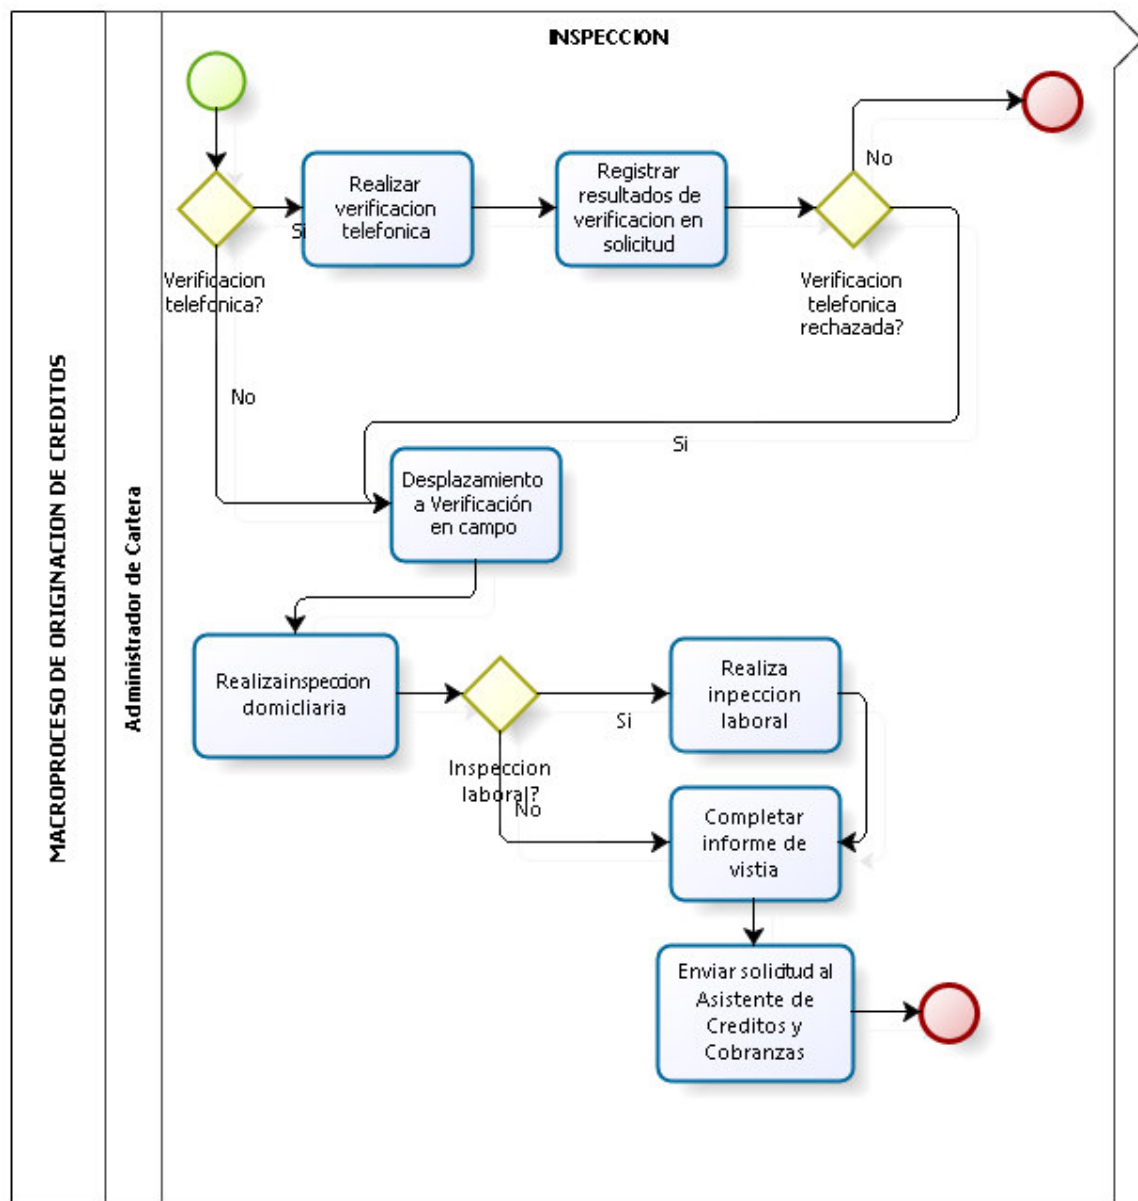 MACROPROCESO DE ORIGINACION DE CREDITOS
Administrador de Cartera
INSPECCION
Verificacion
telefonica?
Si
Realizar
verificacion
telefonica
Registrar
resultados de
verificacion en
solicitud
Verificacion
telefonica
rechazada?
No
No
Si
Desplazamiento
a Verificación
en campo
Realiza inspeccion
domicliaria
Inspeccion
laboral?
Si
No
Realiza
inpeccion
laboral
Completar
informe de
vistia
Enviar solicitud al
Asistente de
Creditos y
Cobranzas